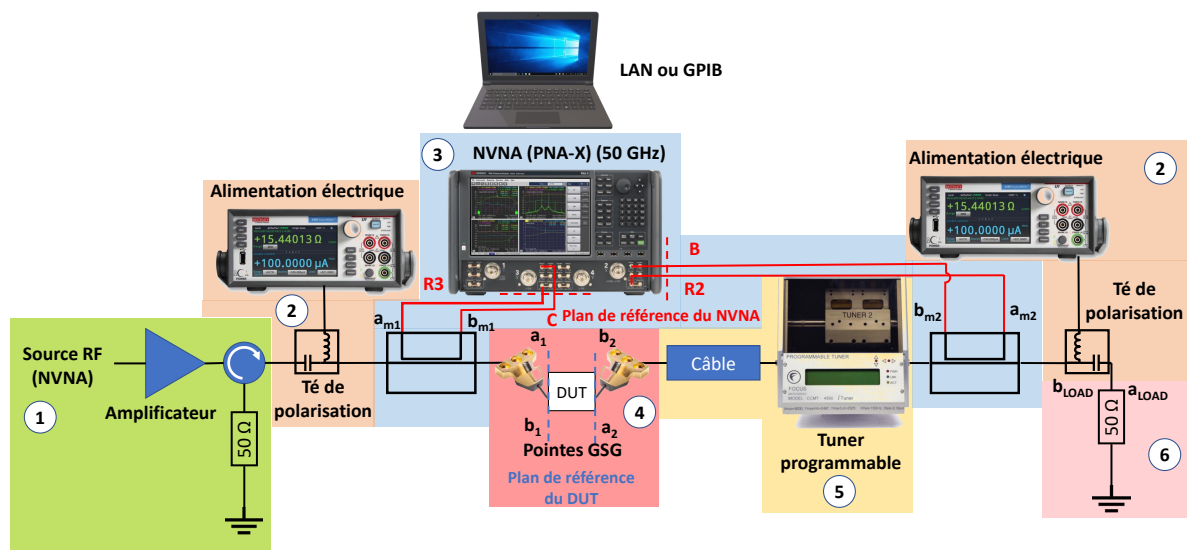 LAN ou GPIB
3
NVNA (PNA-X) (50 GHz)
Alimentation électrique
2
Alimentation électrique
+15.44013 Ω
+100.0000 µA
+15.44013 Ω
+100.0000 µA
B
R3
R2
C
Plan de référence du NVNA
2
a_m1
b_m1
b_m2
a_m2
Té de
polarisation
Source RF
(NVNA)
Amplificateur
1
50 Ω
Té de
polarisation
a_1
b_2
DUT
b_1
a_2
Pointes GSG
4
Plan de référence
du DUT
Câble
TUNER 2
PROGRAMMABLE TUNER
FOCUS
Tuner
programmable
5
b_LOAD
a_LOAD
50 Ω
6